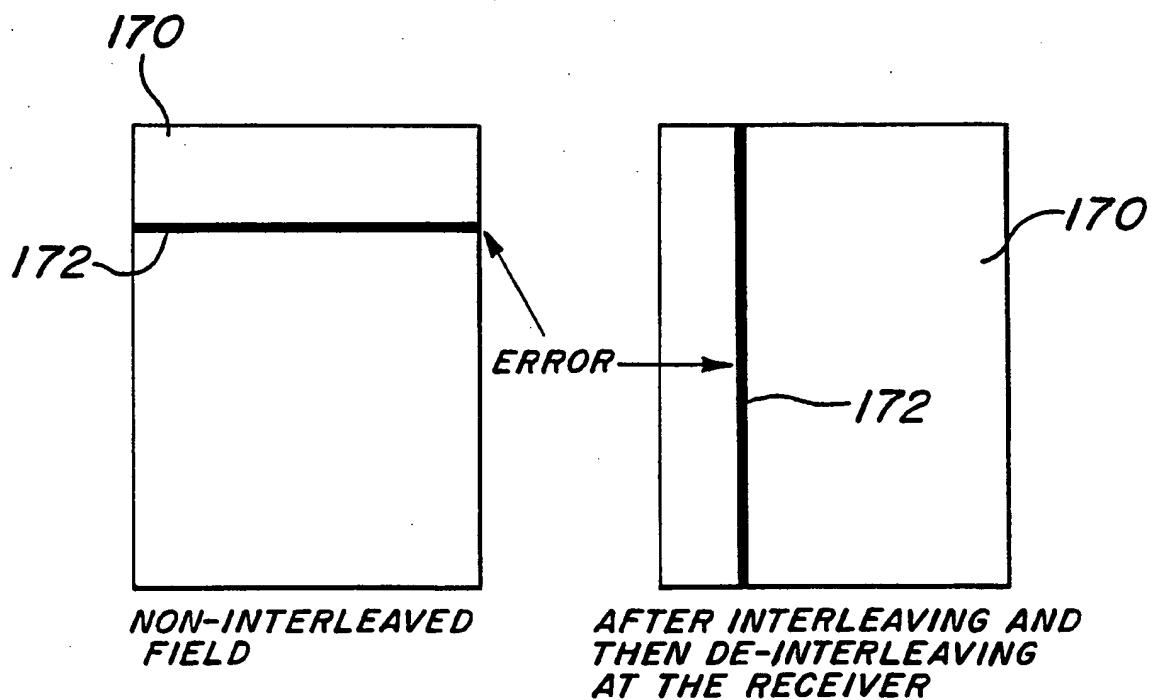 170
172
ERROR
170
172
NON-INTERLEAVED
FIELD
AFTER INTERLEAVING AND
THEN DE-INTERLEAVING
AT THE RECEIVER